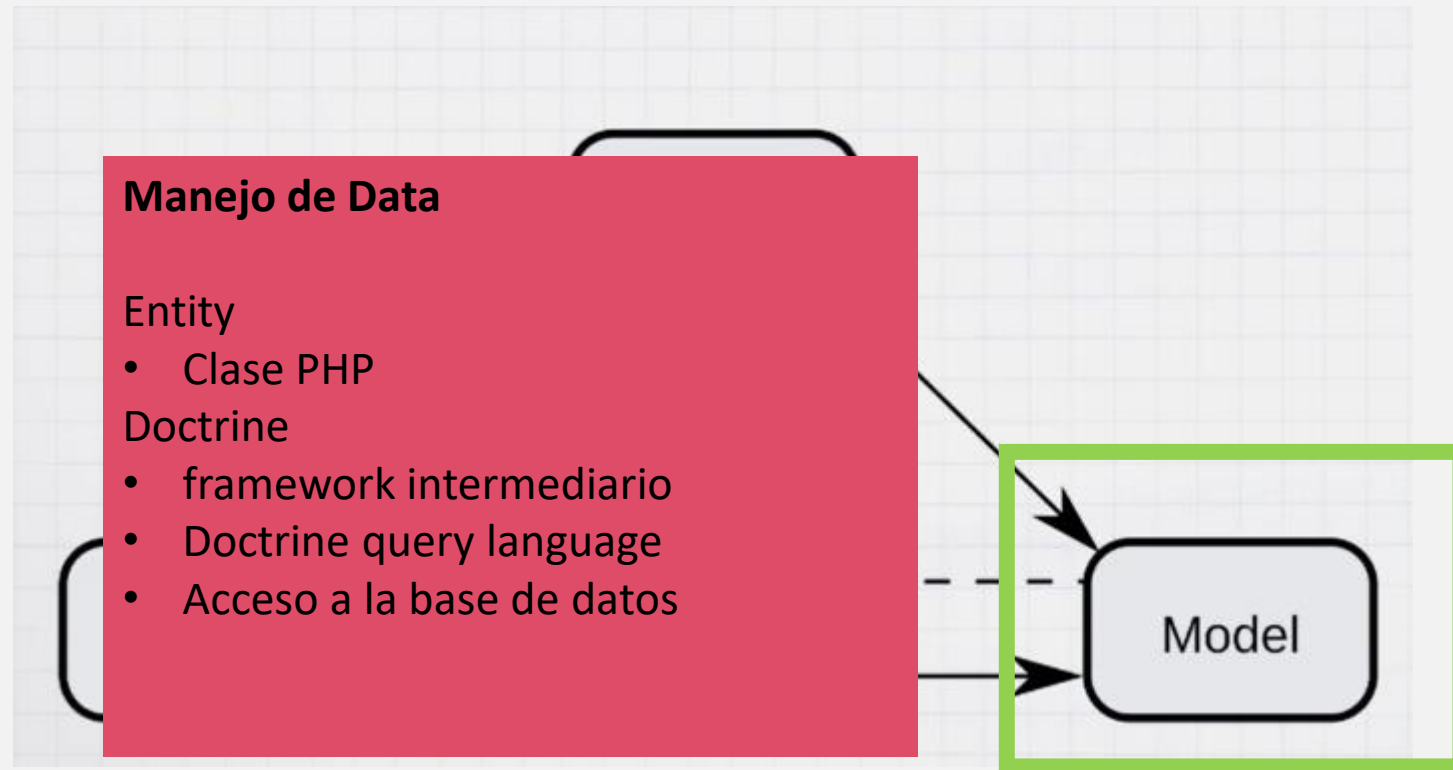 Manejo de Data
Entity
• Clase PHP
Doctrine
• framework intermediario
• Doctrine query language
• Acceso a la base de datos
Model